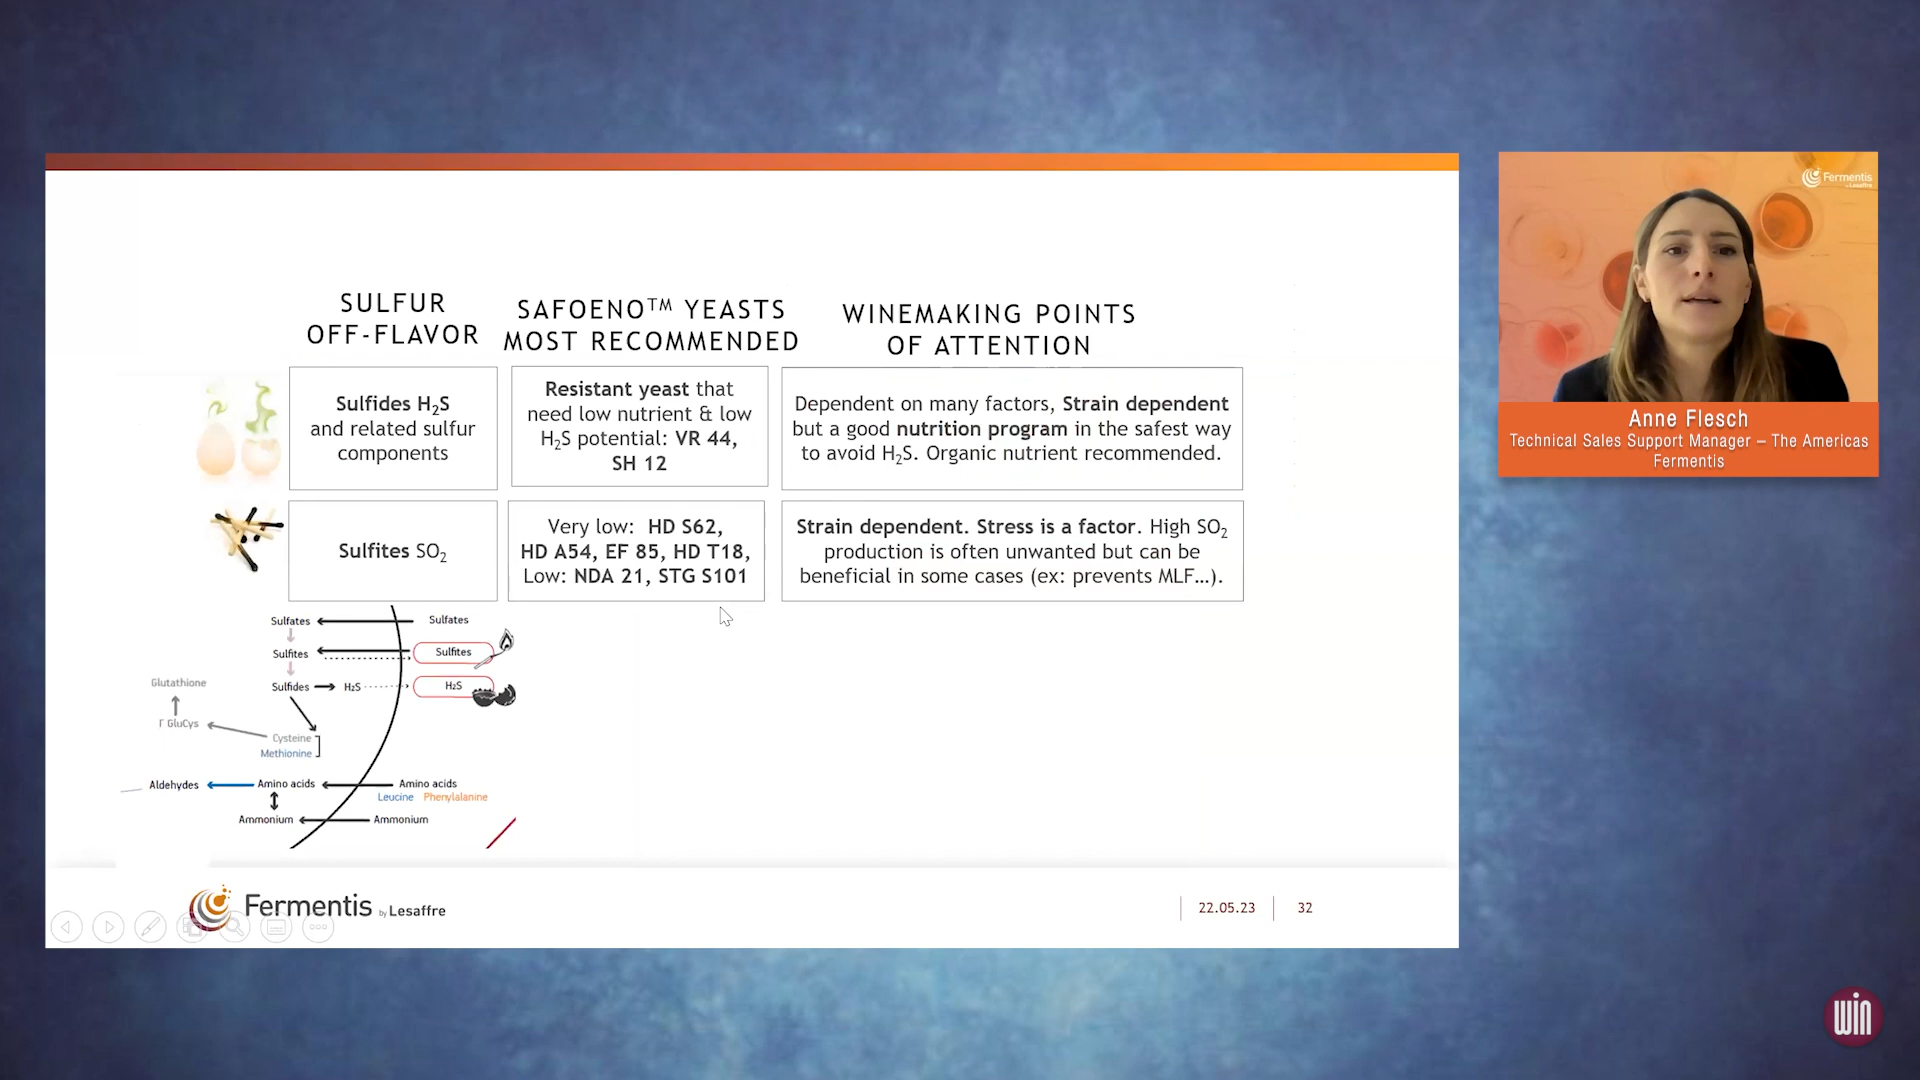 SULFUR
OFF-FLAVOR
SAFOENO™ YEASTS
MOST RECOMMENDED
WINEMAKING POINTS
OF ATTENTION
Sulfides H₂S
and related sulfur
components
Resistant yeast that
need low nutrient & low
H₂S potential: VR 44,
SH 12
Dependent on many factors, Strain dependent
but a good nutrition program in the safest way
to avoid H₂S. Organic nutrient recommended.
Sulfites SO₂
Very low: HD S62,
HD A54, EF 85, HD T18,
Low: NDA 21, STG S101
Strain dependent. Stress is a factor. High SO₂
production is often unwanted but can be
beneficial in some cases (ex: prevents MLF...).
Sulfates
Sulfates
Sulfites
Sulfites
Sulfides
H₂S
H₂S
Glutathione
Γ GluCys
Cysteine
Methionine
Aldehydes
Amino acids
Amino acids
Leucine Phenylalanine
Ammonium
Ammonium
Fermentis by Lesaffre
22.05.23
32
Fermentis
by Lesaffre
Anne Flesch
Technical Sales Support Manager – The Americas
Fermentis
win